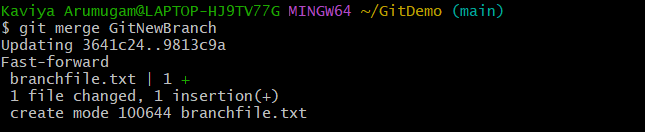 Kaviya Arumugam@LAPTOP-HJ9TV77G MINGW64 ~/GitDemo (main)
$ git merge GitNewBranch
Updating 3641c24..9813c9a
Fast-forward
 branchfile.txt | 1 +
 1 file changed, 1 insertion(+)
 create mode 100644 branchfile.txt